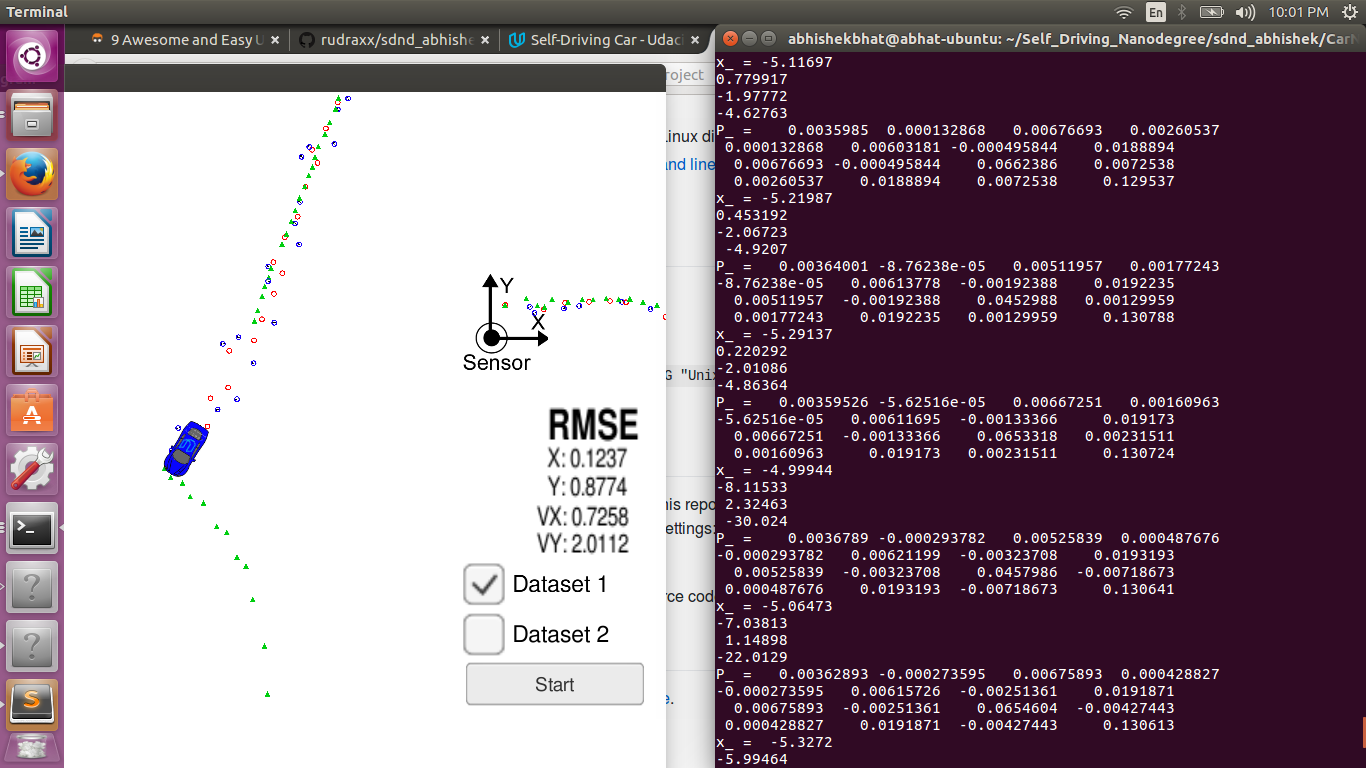 Terminal
En
10:01 PM
9 Awesome and Easy U
rudraxx/sdnd_abhishe
Self-Driving Car - Udac
abhishekbhat@abhat-ubuntu: ~/Self_Driving_Nanodegree/sdnd_abhishek/CarN
roject
inux di
nd line
G "Unix
his repo
ettings:
rce cod
e.
Y
X
Sensor
RMSE
X: 0.1237
Y: 0.8774
VX: 0.7258
VY: 2.0112
Dataset 1
Dataset 2
Start
x_ = -5.11697
0.779917
-1.97772
-4.62763
P_ =    0.0035985  0.000132868   0.00676693   0.00260537
 0.000132868   0.00603181 -0.000495844    0.0188894
  0.00676693 -0.000495844    0.0662386    0.0072538
  0.00260537    0.0188894    0.0072538     0.129537
x_ = -5.21987
0.453192
-2.06723
 -4.9207
P_ =   0.00364001 -8.76238e-05   0.00511957   0.00177243
-8.76238e-05   0.00613778  -0.00192388    0.0192235
  0.00511957  -0.00192388    0.0452988   0.00129959
  0.00177243    0.0192235   0.00129959     0.130788
x_ = -5.29137
0.220292
-2.01086
-4.86364
P_ =   0.00359526 -5.62516e-05   0.00667251   0.00160963
-5.62516e-05   0.00611695  -0.00133366     0.019173
  0.00667251  -0.00133366    0.0653318   0.00231511
  0.00160963     0.019173   0.00231511     0.130724
x_ = -4.99944
-8.11533
 2.32463
 -30.024
P_ =    0.0036789 -0.000293782   0.00525839  0.000487676
-0.000293782   0.00621199  -0.00323708    0.0193193
  0.00525839  -0.00323708    0.0457986  -0.00718673
 0.000487676    0.0193193  -0.00718673     0.130641
x_ = -5.06473
-7.03813
 1.14898
-22.0129
P_ =   0.00362893 -0.000273595   0.00675893  0.000428827
-0.000273595   0.00615726  -0.00251361    0.0191871
  0.00675893  -0.00251361    0.0654604  -0.00427443
 0.000428827    0.0191871  -0.00427443     0.130613
x_ =  -5.3272
-5.99464